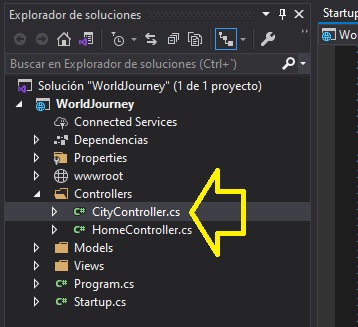 Explorador de soluciones
Startup
Wo
Buscar en Explorador de soluciones (Ctrl+¨)
Solución "WorldJourney" (1 de 1 proyecto)
WorldJourney
Connected Services
Dependencias
Properties
wwwroot
Controllers
C# CityController.cs
C# HomeController.cs
Models
Views
C# Program.cs
C# Startup.cs